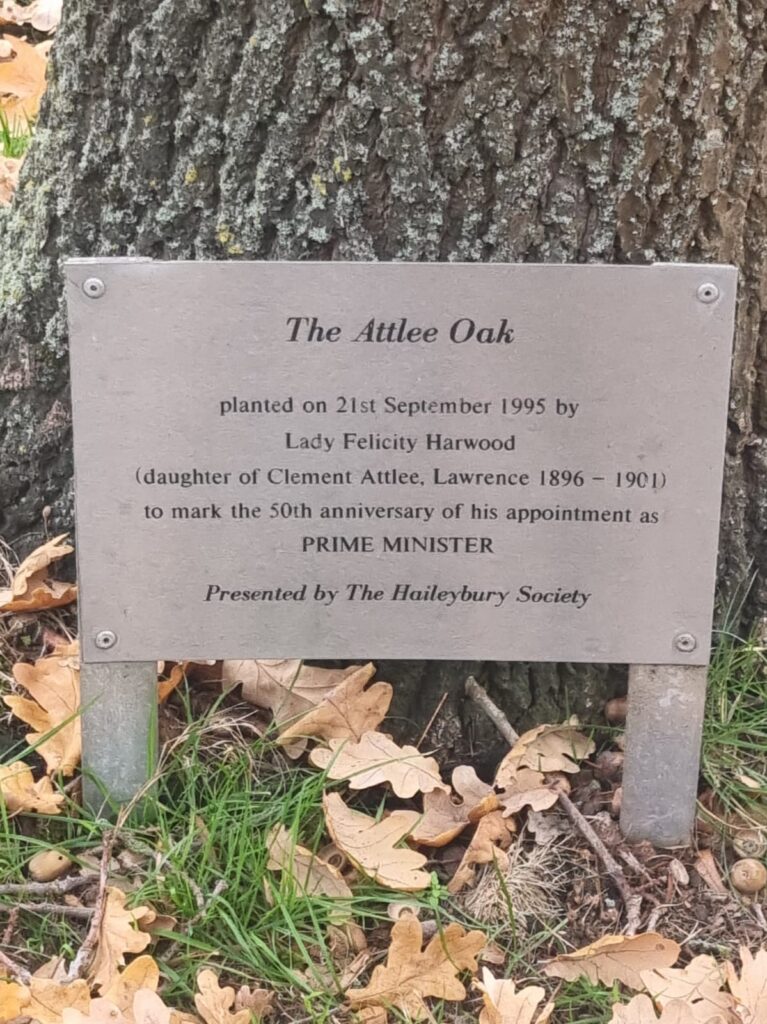 The Attlee Oak
planted on 21st September 1995 by
Lady Felicity Harwood
(daughter of Clement Attlee, Lawrence 1896 – 1901)
to mark the 50th anniversary of his appointment as
PRIME MINISTER
Presented by The Haileybury Society